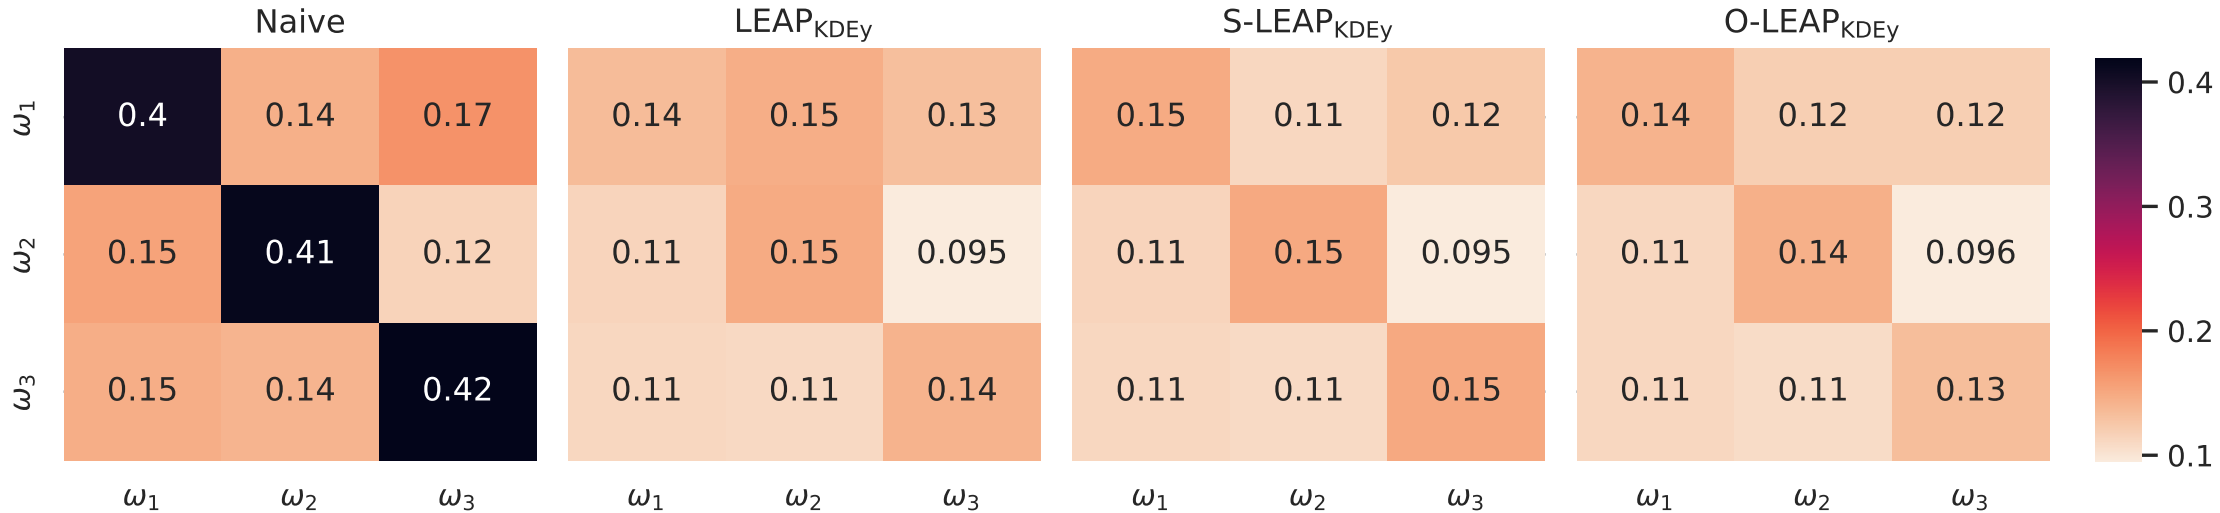 Naive LEAP_KDEy S-LEAP_KDEy O-LEAP_KDEy
ω1 0.4 0.14 0.17 0.14 0.15 0.13 0.15 0.11 0.12 0.14 0.12 0.12 0.4
0.3
ω2 0.15 0.41 0.12 0.11 0.15 0.095 0.11 0.15 0.095 0.11 0.14 0.096
0.2
ω3 0.15 0.14 0.42 0.11 0.11 0.14 0.11 0.11 0.15 0.11 0.11 0.13
0.1
ω1 ω2 ω3 ω1 ω2 ω3 ω1 ω2 ω3 ω1 ω2 ω3